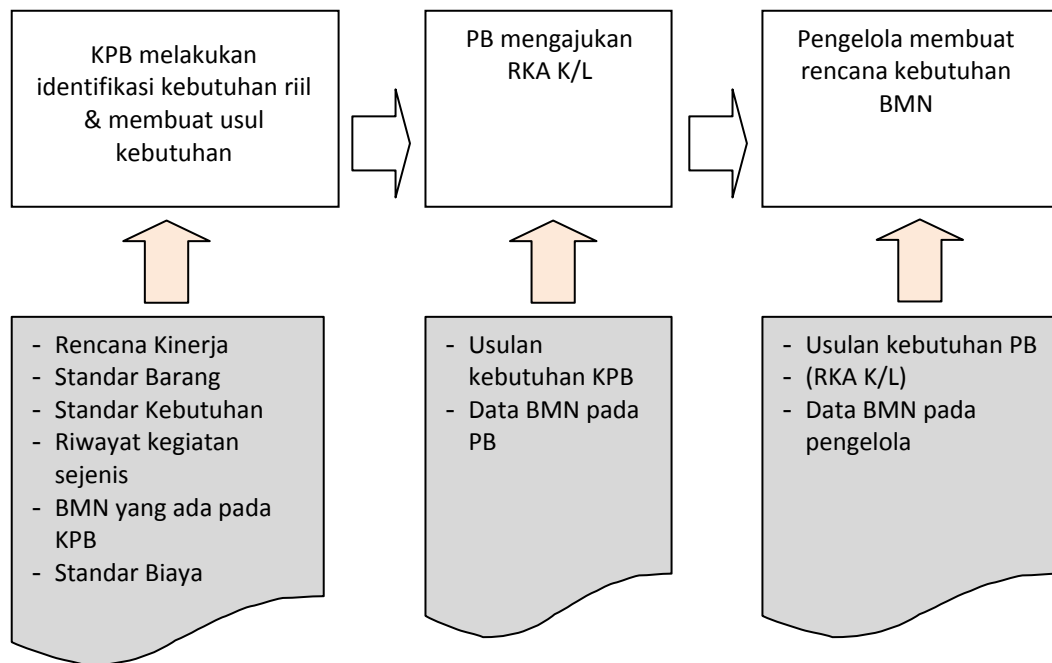 KPB melakukan
identifikasi kebutuhan riil
& membuat usul
kebutuhan
PB mengajukan
RKA K/L
Pengelola membuat
rencana kebutuhan
BMN
- Rencana Kinerja
- Standar Barang
- Standar Kebutuhan
- Riwayat kegiatan
sejenis
- BMN yang ada pada
KPB
- Standar Biaya
- Usulan
kebutuhan KPB
- Data BMN pada
PB
- Usulan kebutuhan PB
- (RKA K/L)
- Data BMN pada
pengelola